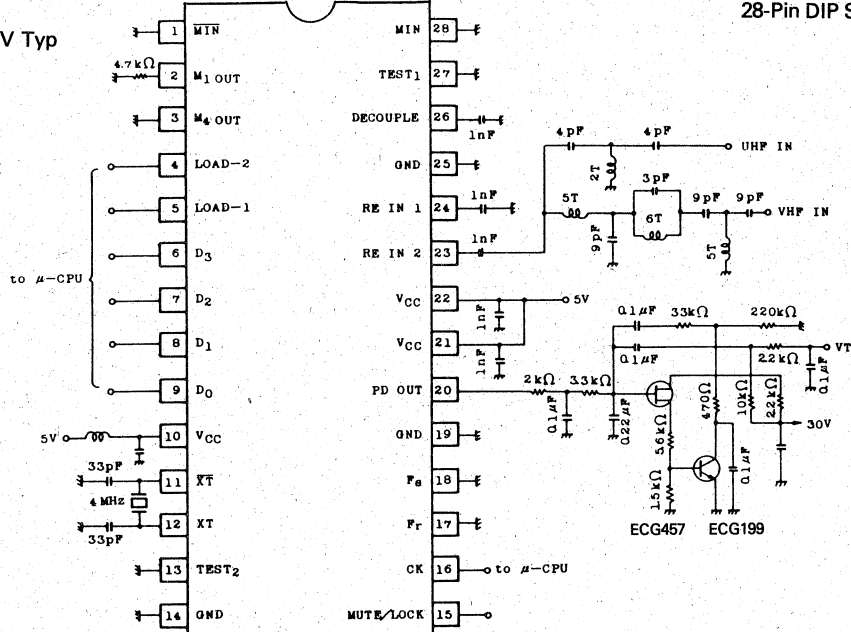 28-Pin DIP S
V Typ
1 MIN
4.7kΩ
2 M1 OUT
3 M4 OUT
4 LOAD-2
5 LOAD-1
6 D3
to μ-CPU
7 D2
8 D1
9 D0
5V
10 VCC
33pF
11 XT
4 MHz
12 XT
33pF
13 TEST2
14 GND
MIN 28
TEST1 27
DECOUPLE 26
1nF
GND 25
RE IN 1 24
1nF
RE IN 2 23
1nF
VCC 22
5V
1nF
VCC 21
1nF
PD OUT 20
GND 19
Fs 18
Fr 17
CK 16
to μ-CPU
MUTE/LOCK 15
4pF 4pF
UHF IN
2T
3pF
5T
6T
9pF 9pF
VHF IN
9pF
5T
0.1μF 33kΩ 220kΩ
0.1μF
2.2kΩ
VT
0.1μF
2kΩ 3.3kΩ
0.1μF
0.22μF
470Ω
10kΩ
2.2kΩ
30V
5.6kΩ
0.1μF
1.5kΩ
ECG457 ECG199